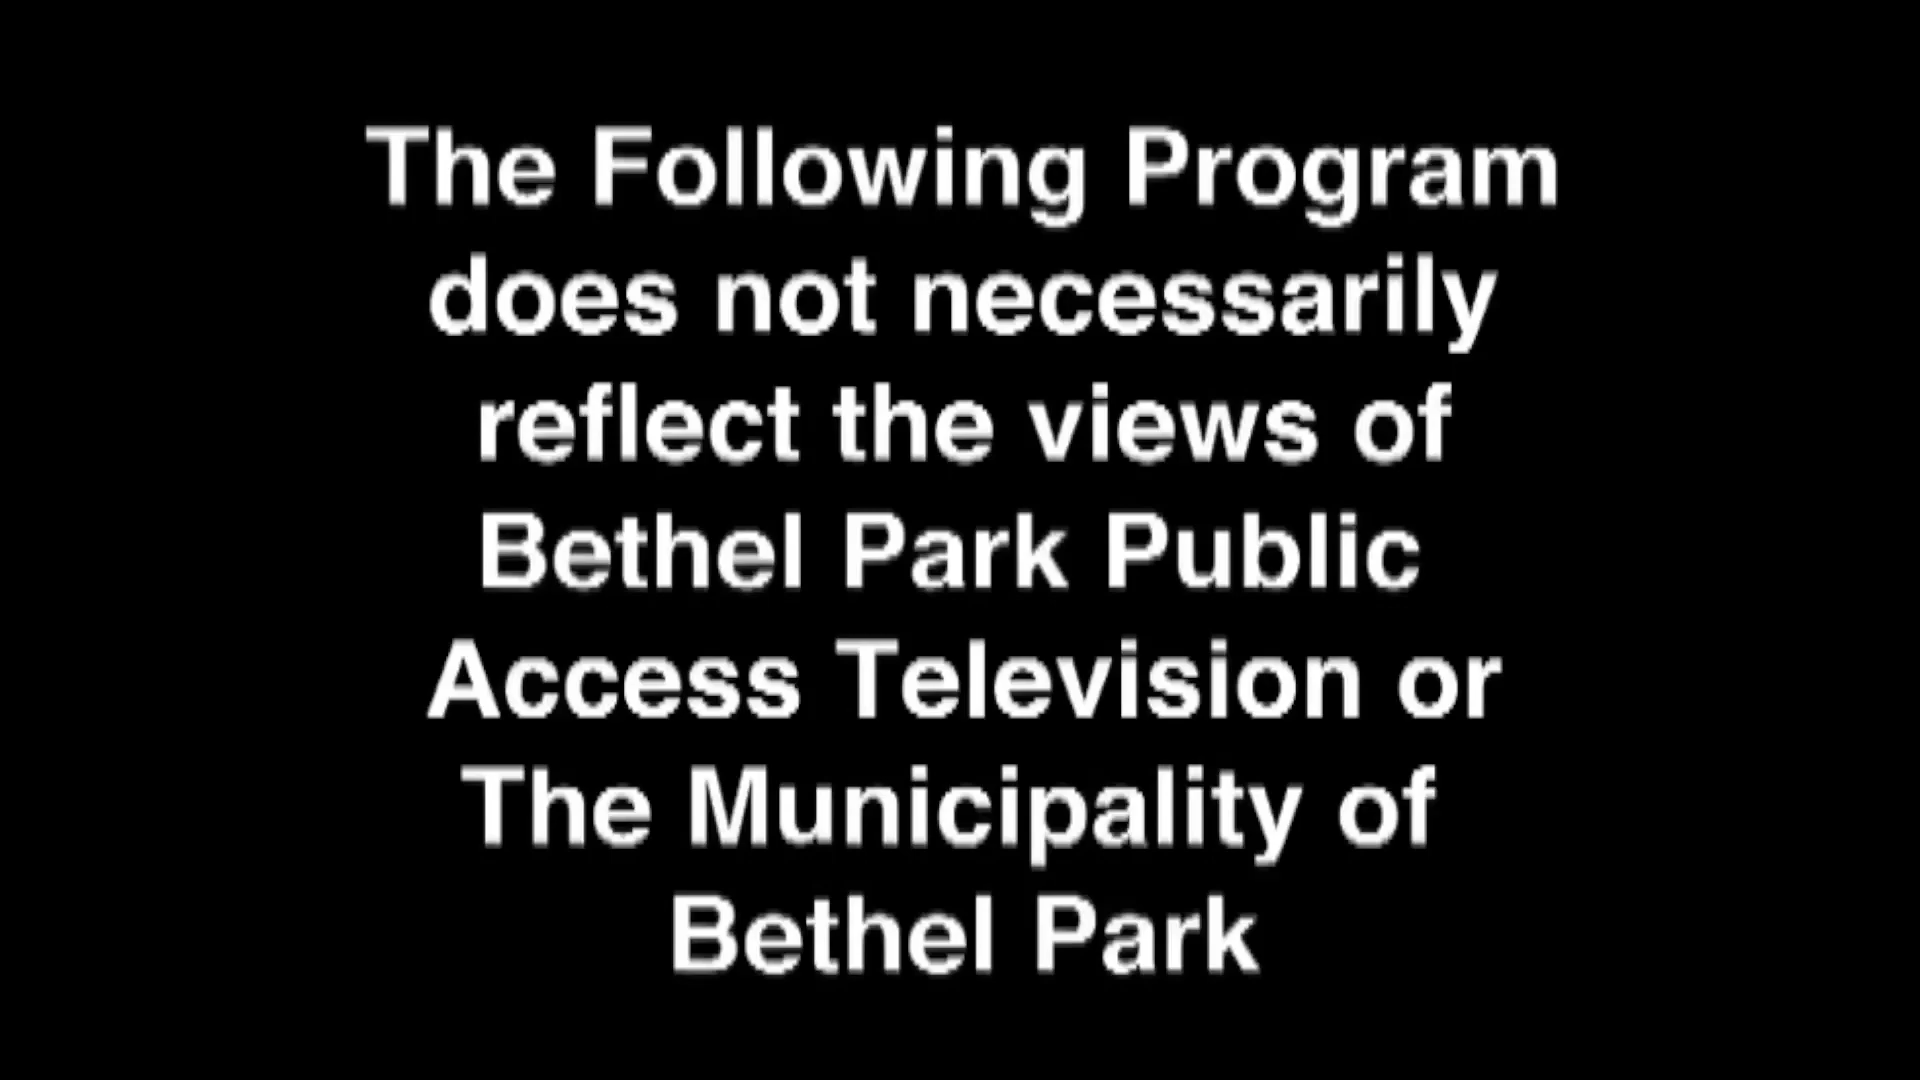 The Following Program
does not necessarily
reflect the views of
Bethel Park Public
Access Television or
The Municipality of
Bethel Park